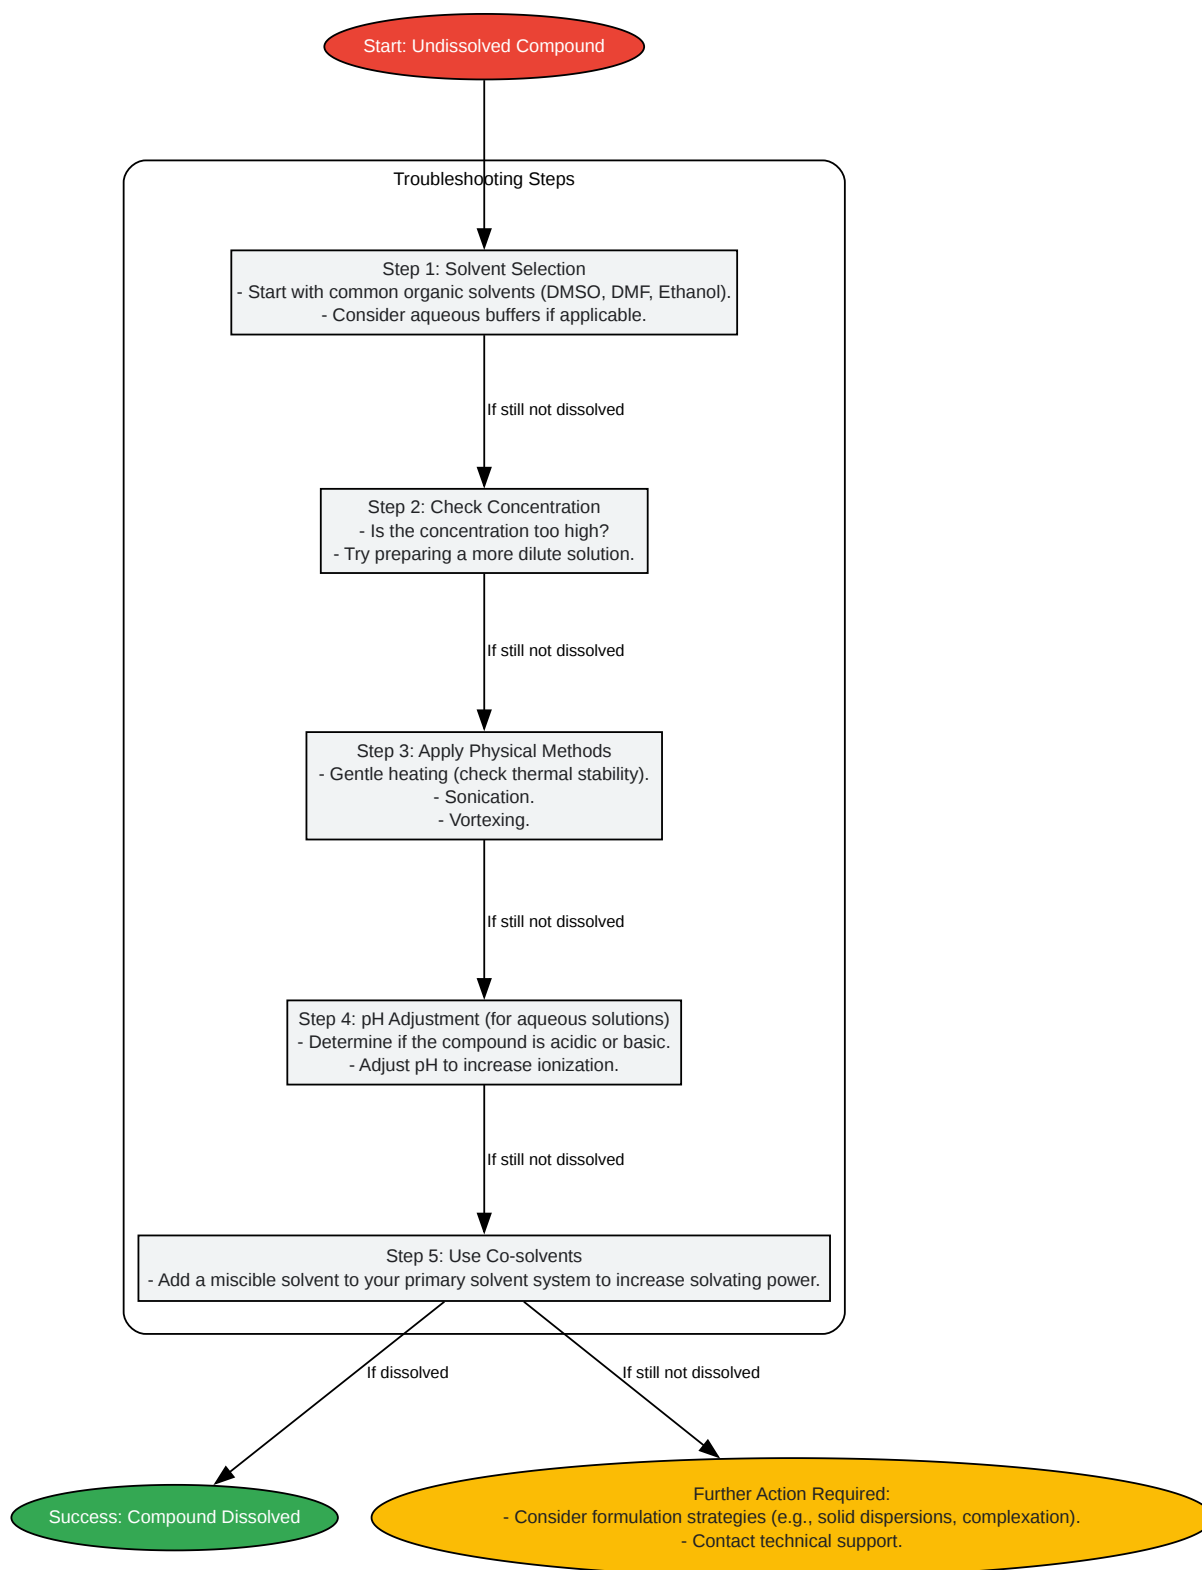 Start: Undissolved Compound
Troubleshooting Steps
Step 1: Solvent Selection
- Start with common organic solvents (DMSO, DMF, Ethanol).
- Consider aqueous buffers if applicable.
If still not dissolved
Step 2: Check Concentration
- Is the concentration too high?
- Try preparing a more dilute solution.
If still not dissolved
Step 3: Apply Physical Methods
- Gentle heating (check thermal stability).
- Sonication.
- Vortexing.
If still not dissolved
Step 4: pH Adjustment (for aqueous solutions)
- Determine if the compound is acidic or basic.
- Adjust pH to increase ionization.
If still not dissolved
Step 5: Use Co-solvents
- Add a miscible solvent to your primary solvent system to increase solvating power.
If dissolved
If still not dissolved
Success: Compound Dissolved
Further Action Required:
- Consider formulation strategies (e.g., solid dispersions, complexation).
- Contact technical support.